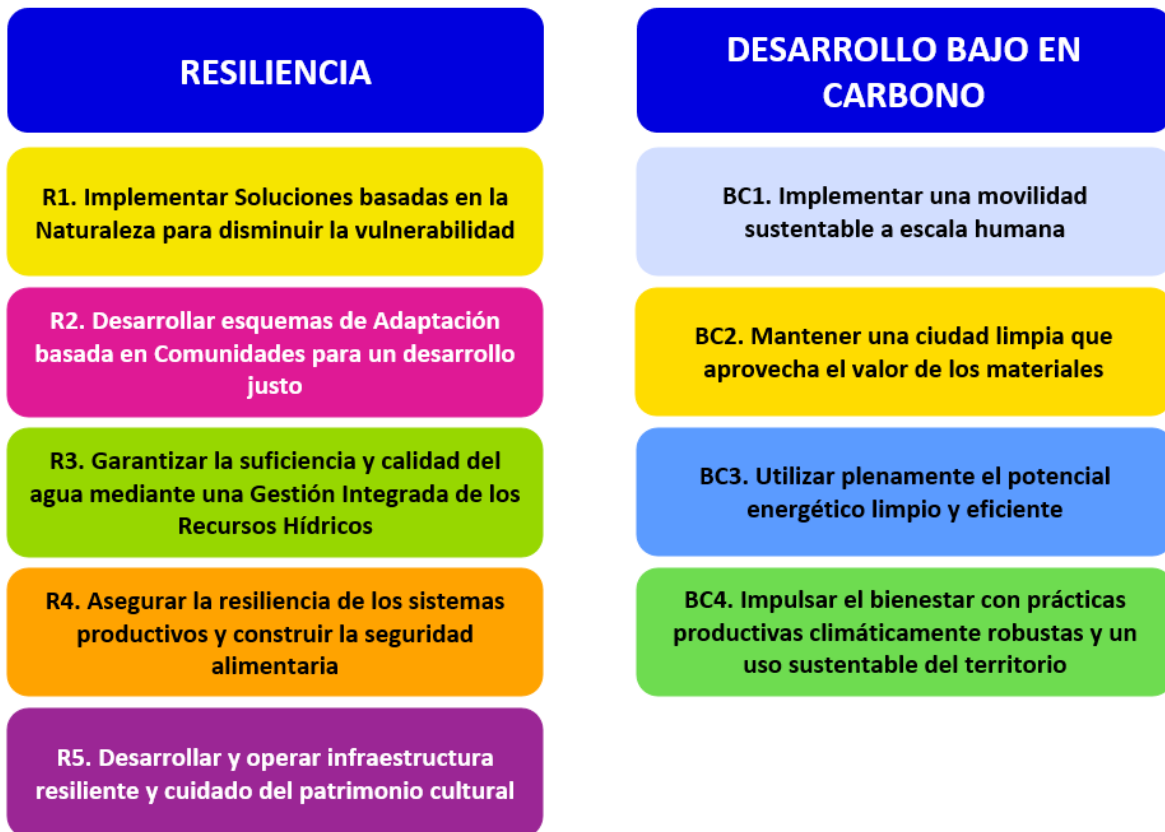 RESILIENCIA
R1. Implementar Soluciones basadas en la
Naturaleza para disminuir la vulnerabilidad
R2. Desarrollar esquemas de Adaptación
basada en Comunidades para un desarrollo
justo
R3. Garantizar la suficiencia y calidad del
agua mediante una Gestión Integrada de los
Recursos Hídricos
R4. Asegurar la resiliencia de los sistemas
productivos y construir la seguridad
alimentaria
R5. Desarrollar y operar infraestructura
resiliente y cuidado del patrimonio cultural
DESARROLLO BAJO EN
CARBONO
BC1. Implementar una movilidad
sustentable a escala humana
BC2. Mantener una ciudad limpia que
aprovecha el valor de los materiales
BC3. Utilizar plenamente el potencial
energético limpio y eficiente
BC4. Impulsar el bienestar con prácticas
productivas climáticamente robustas y un
uso sustentable del territorio